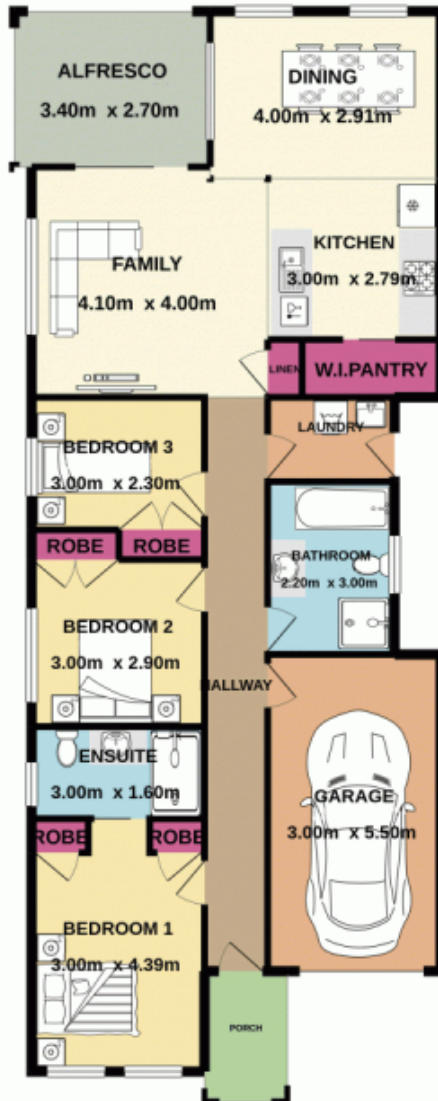 ALFRESCO
3.40m x 2.70m
DINING
4.00m x 2.91m
FAMILY
4.10m x 4.00m
KITCHEN
3.00m x 2.79m
LINEN
W.I.PANTRY
BEDROOM 3
3.00m x 2.30m
LAUNDRY
ROBE
ROBE
BATHROOM
2.20m x 3.00m
BEDROOM 2
3.00m x 2.90m
HALLWAY
ENSUITE
3.00m x 1.60m
GARAGE
3.00m x 5.50m
ROBE
ROBE
BEDROOM 1
3.00m x 4.39m
PORCH